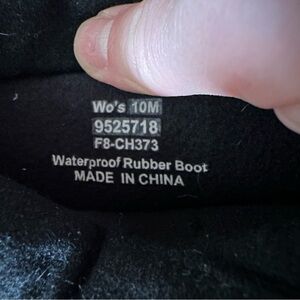 Wo's 10M
9525718
F8-CH373
Waterproof Rubber Boot
MADE IN CHINA